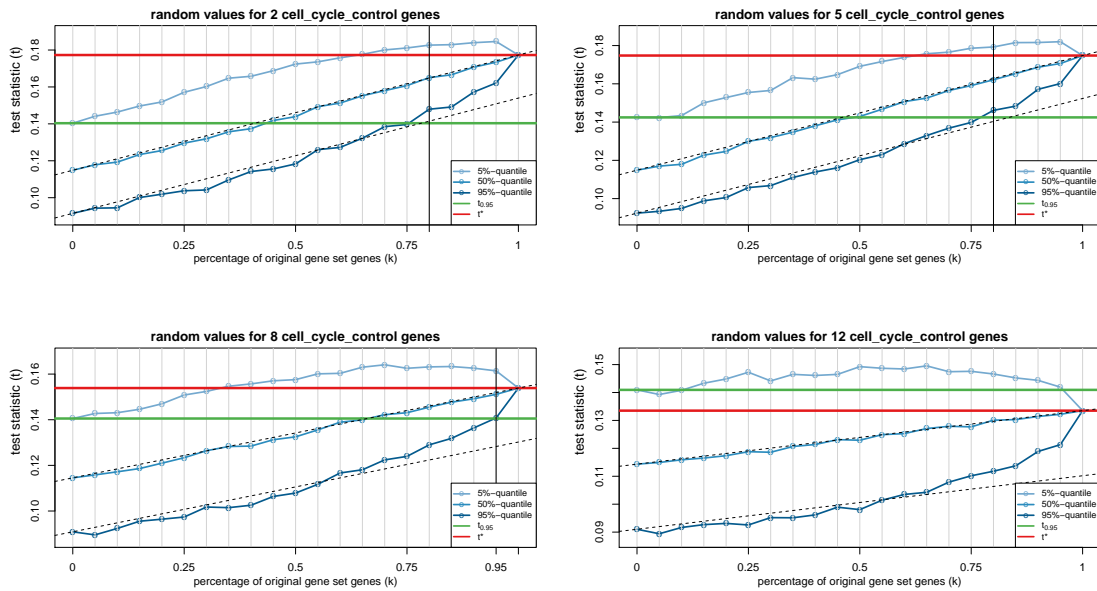 random values for 2 cell_cycle_control genes
test statistic (t)
0.18
0.16
0.14
0.12
0.10
5%-quantile
50%-quantile
95%-quantile
t0.95
t*
0
0.25
0.5
0.75
1
percentage of original gene set genes (k)
random values for 5 cell_cycle_control genes
test statistic (t)
0.18
0.16
0.14
0.12
0.10
5%-quantile
50%-quantile
95%-quantile
t0.95
t*
0
0.25
0.5
0.75
1
percentage of original gene set genes (k)
random values for 8 cell_cycle_control genes
test statistic (t)
0.16
0.14
0.12
0.10
5%-quantile
50%-quantile
95%-quantile
t0.95
t*
0
0.25
0.5
0.75
0.95
percentage of original gene set genes (k)
random values for 12 cell_cycle_control genes
test statistic (t)
0.15
0.13
0.11
0.09
5%-quantile
50%-quantile
95%-quantile
t0.95
t*
0
0.25
0.5
0.75
1
percentage of original gene set genes (k)